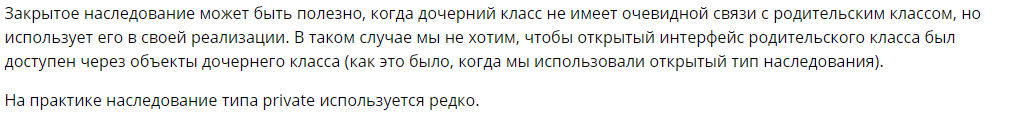 Закрытое наследование может быть полезно, когда дочерний класс не имеет очевидной связи с родительским классом, но
использует его в своей реализации. В таком случае мы не хотим, чтобы открытый интерфейс родительского класса был
доступен через объекты дочернего класса (как это было, когда мы использовали открытый тип наследования).
На практике наследование типа private используется редко.